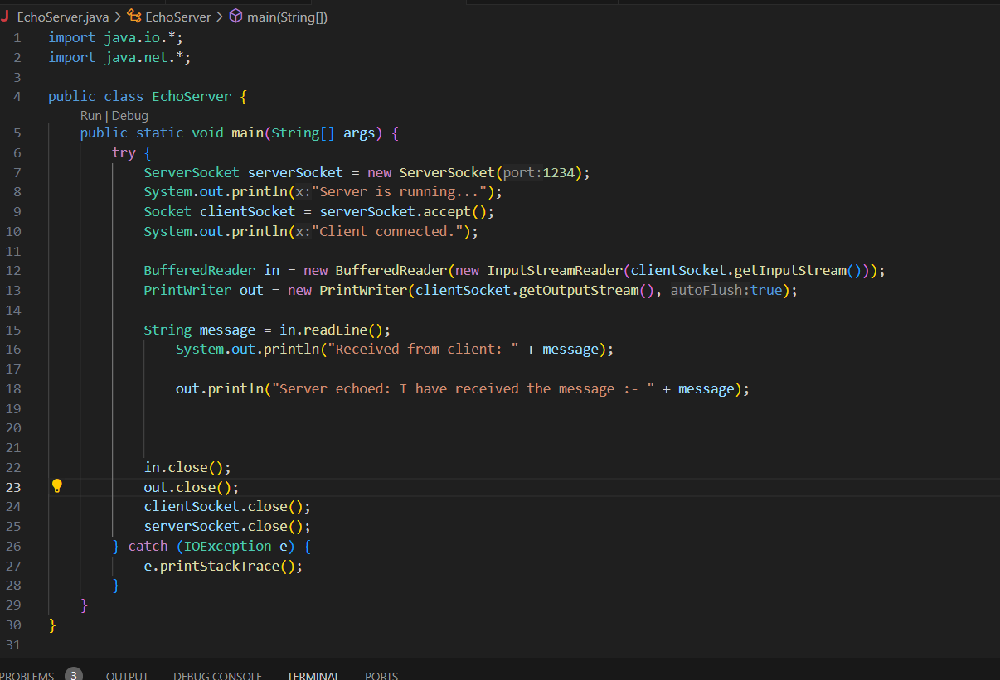 EchoServer.java > EchoServer > main(String[])
1 import java.io.*;
2 import java.net.*;
3
4 public class EchoServer {
Run | Debug
5 public static void main(String[] args) {
6 try {
7 ServerSocket serverSocket = new ServerSocket(port:1234);
8 System.out.println(x:"Server is running...");
9 Socket clientSocket = serverSocket.accept();
10 System.out.println(x:"Client connected.");
11
12 BufferedReader in = new BufferedReader(new InputStreamReader(clientSocket.getInputStream()));
13 PrintWriter out = new PrintWriter(clientSocket.getOutputStream(), autoFlush:true);
14
15 String message = in.readLine();
16 System.out.println("Received from client: " + message);
17
18 out.println("Server echoed: I have received the message :- " + message);
19
20
21
22 in.close();
23 out.close();
24 clientSocket.close();
25 serverSocket.close();
26 } catch (IOException e) {
27 e.printStackTrace();
28 }
29 }
30 }
31
PROBLEMS 3 OUTPUT DEBUG CONSOLE TERMINAL PORTS